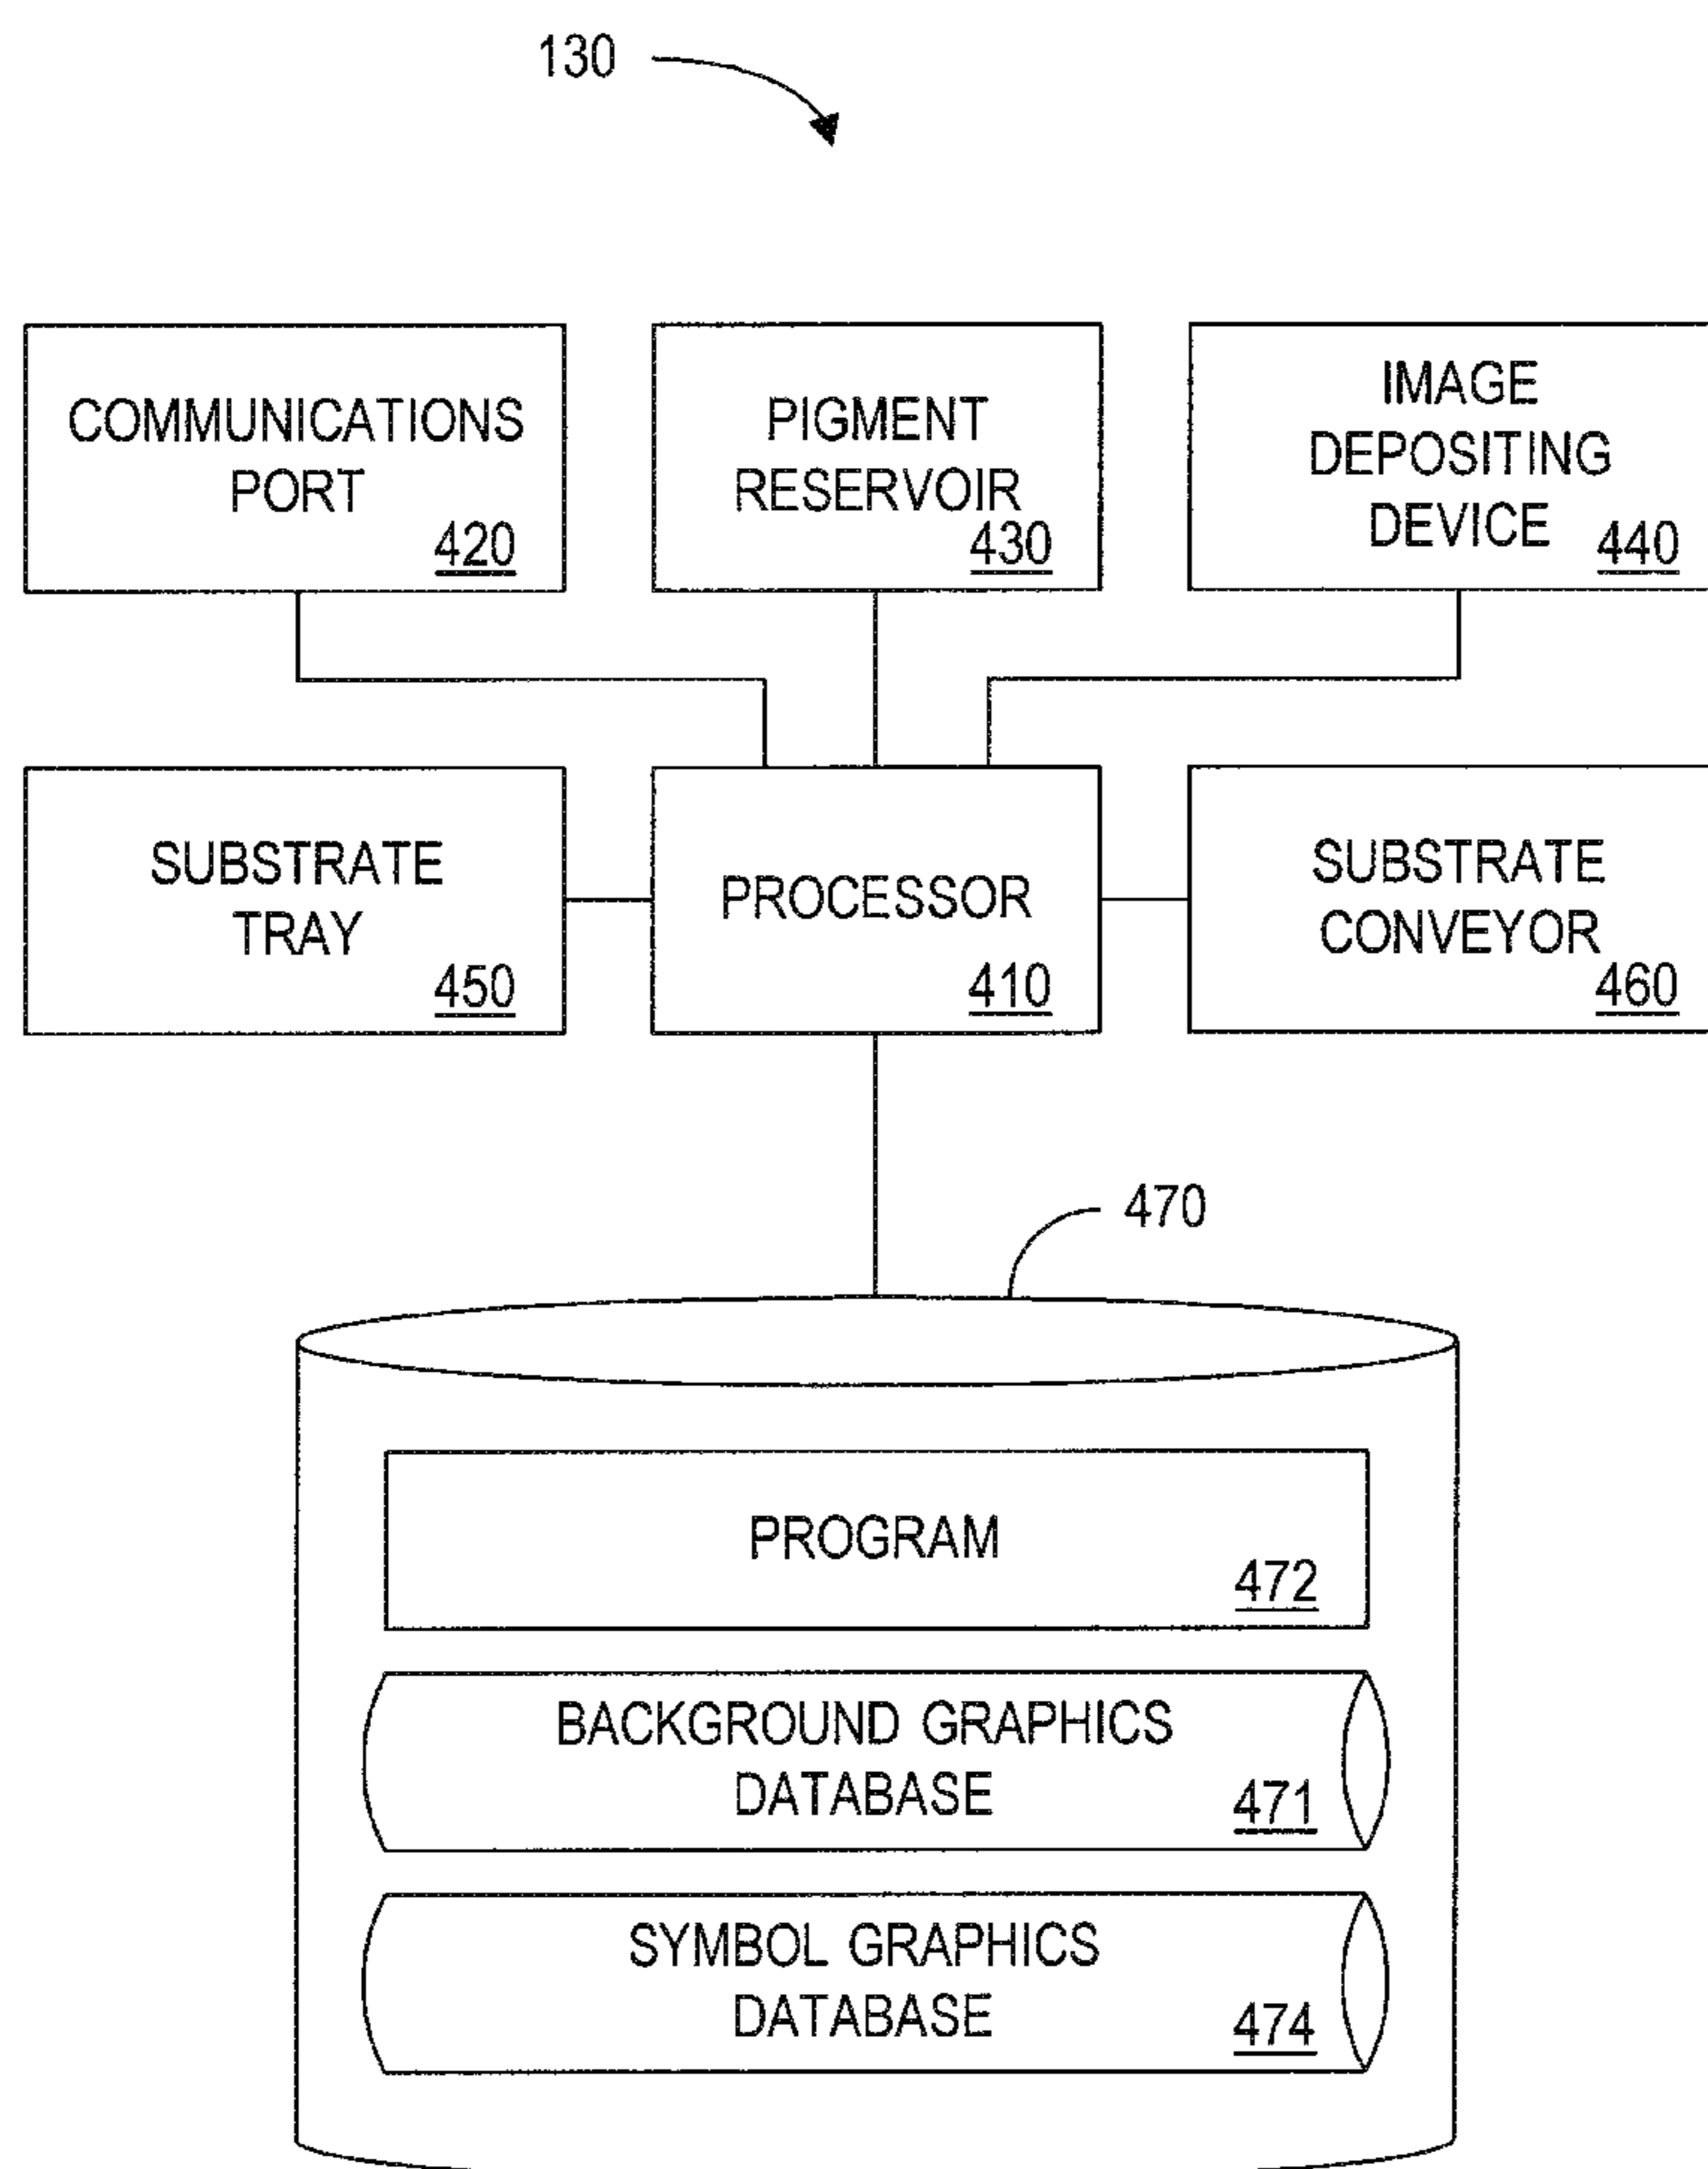 130
COMMUNICATIONS
PORT
420
PIGMENT
RESERVOIR
430
IMAGE
DEPOSITING
DEVICE
440
SUBSTRATE
TRAY
450
PROCESSOR
410
SUBSTRATE
CONVEYOR
460
470
PROGRAM
472
BACKGROUND GRAPHICS
DATABASE
471
SYMBOL GRAPHICS
DATABASE
474